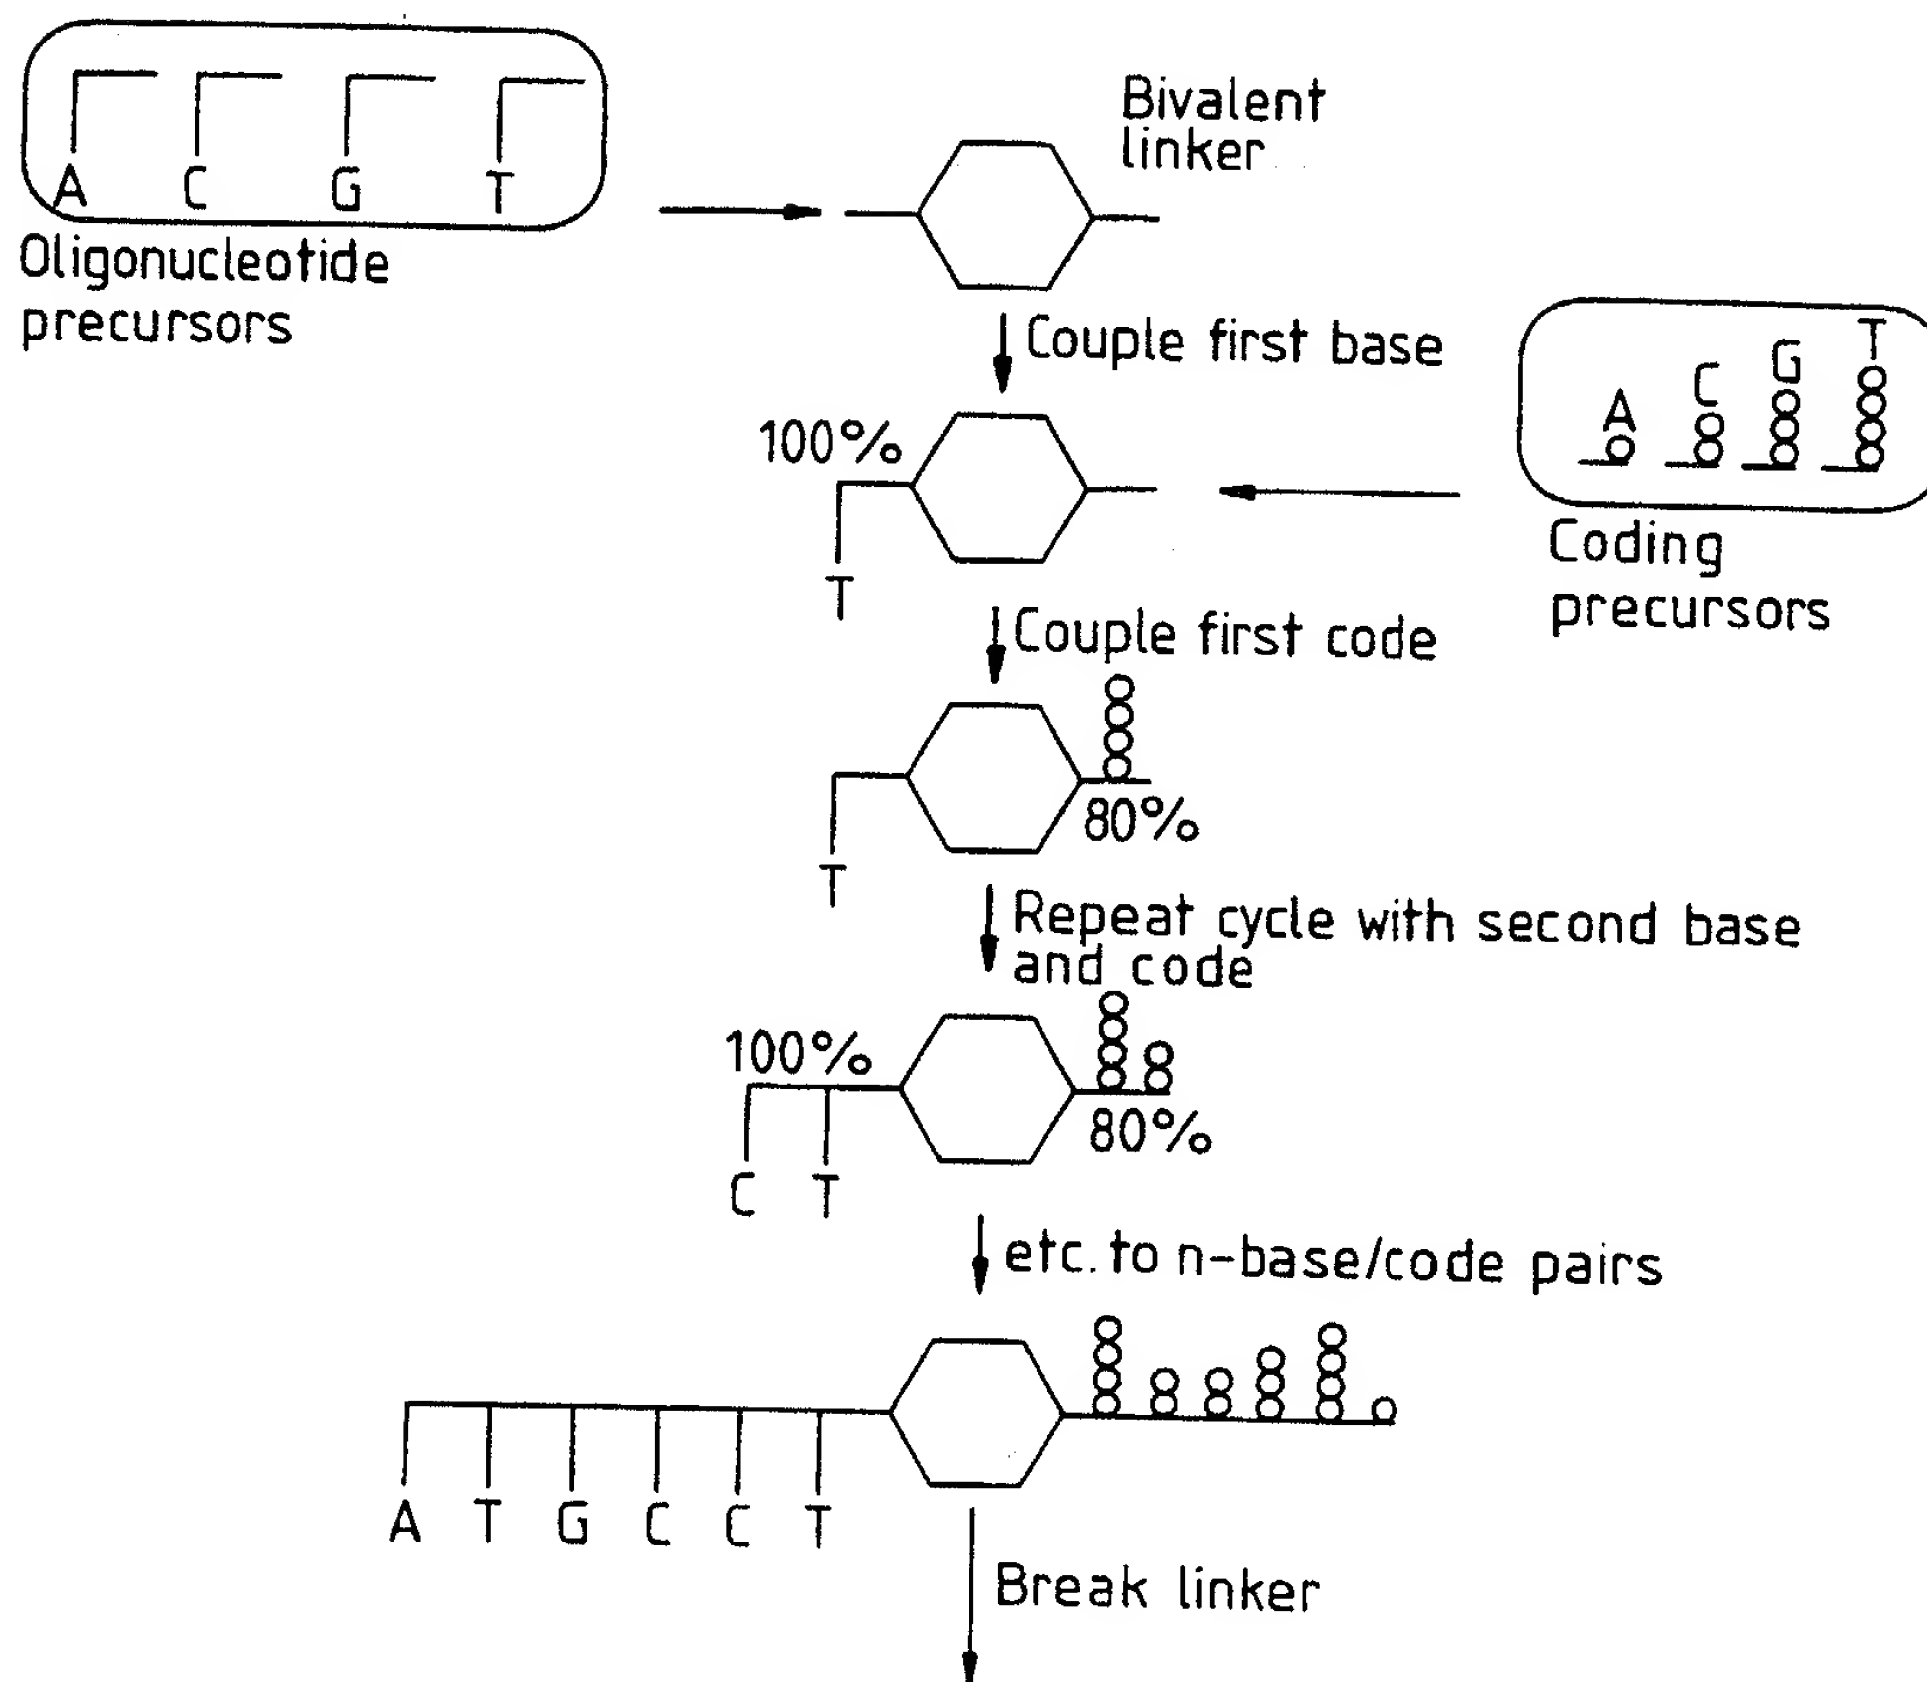 A C G T
Oligonucleotide
precursors
Bivalent
linker
Couple first base
100%
T
A C G T
Coding
precursors
Couple first code
T
80%
Repeat cycle with second base
and code
100%
C T
80%
etc. to n-base/code pairs
A T G C C T
Break linker